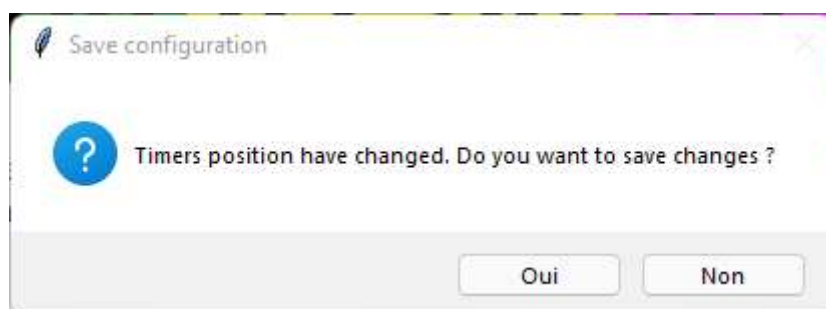 Save configuration
Timers position have changed. Do you want to save changes ?
Oui
Non